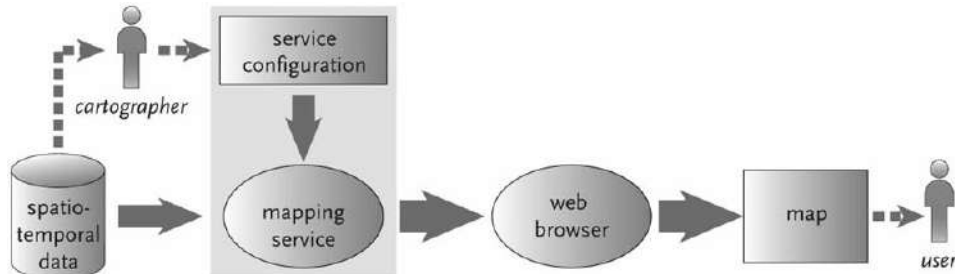 service
configuration
cartographer
spatio-
temporal
data
mapping
service
web
browser
map
user